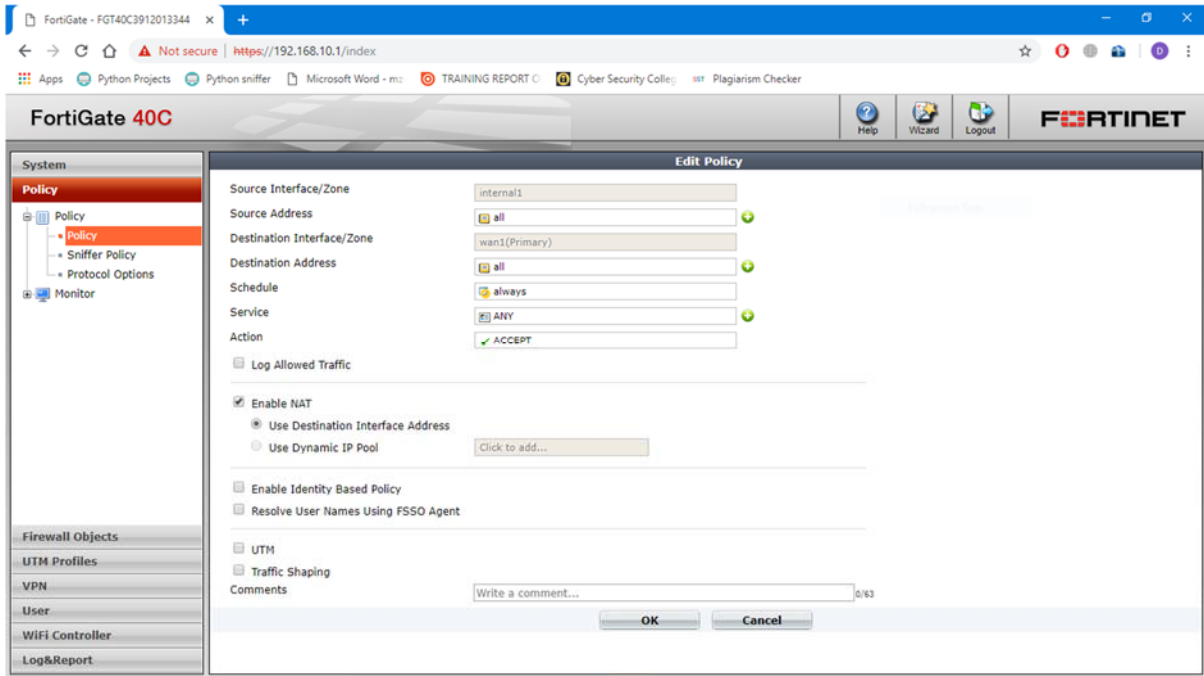 FortiGate - FGT40C3912013344
Not secure | https://192.168.10.1/index
Apps Python Projects Python sniffer Microsoft Word - mz TRAINING REPORT O Cyber Security Colleg SST Plagiarism Checker
D
FortiGate 40C
Help Wizard Logout
FORTINET
System
Policy
Policy
Policy
Sniffer Policy
Protocol Options
Monitor
Firewall Objects
UTM Profiles
VPN
User
WiFi Controller
Log&Report
Edit Policy
Source Interface/Zone internal1
Source Address all
Destination Interface/Zone wan1(Primary)
Destination Address all
Schedule always
Service ANY
Action ACCEPT
Log Allowed Traffic
Enable NAT
Use Destination Interface Address
Use Dynamic IP Pool Click to add...
Enable Identity Based Policy
Resolve User Names Using FSSO Agent
UTM
Traffic Shaping
Comments Write a comment... 0/63
OK Cancel